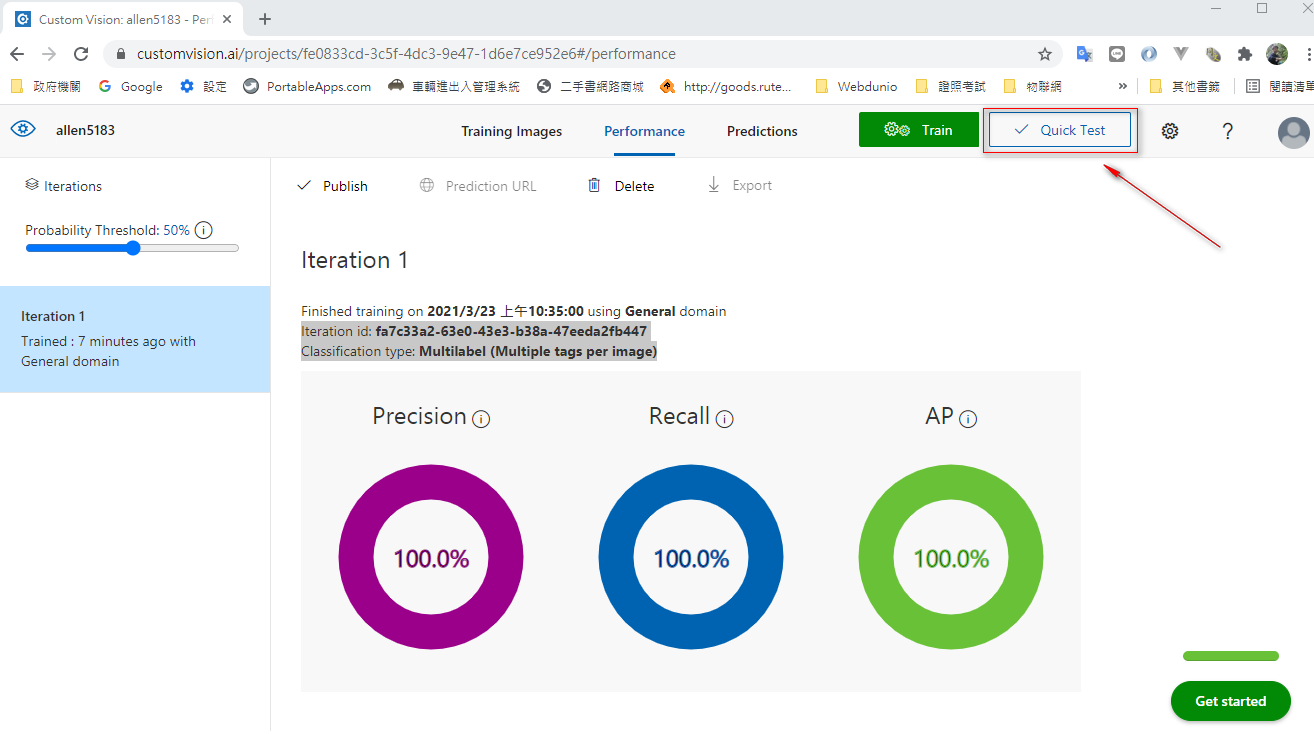 Custom Vision: allen5183 - Perf
customvision.ai/projects/fe0833cd-3c5f-4dc3-9e47-1d6e7ce952e6#/performance
政府機關 Google 設定 PortableApps.com 車輛進出入管理系統 二手書網路商城 http://goods.rute... Webdunio 證照考試 物聯網 » 其他書籤 閱讀清單
allen5183 Training Images Performance Predictions Train Quick Test ?
Iterations
Publish Prediction URL Delete Export
Probability Threshold: 50%
Iteration 1
Finished training on 2021/3/23 上午10:35:00 using General domain
Iteration id: fa7c33a2-63e0-43e3-b38a-47eeda2fb447
Classification type: Multilabel (Multiple tags per image)
Iteration 1
Trained : 7 minutes ago with
General domain
Precision Recall AP
100.0% 100.0% 100.0%
Get started